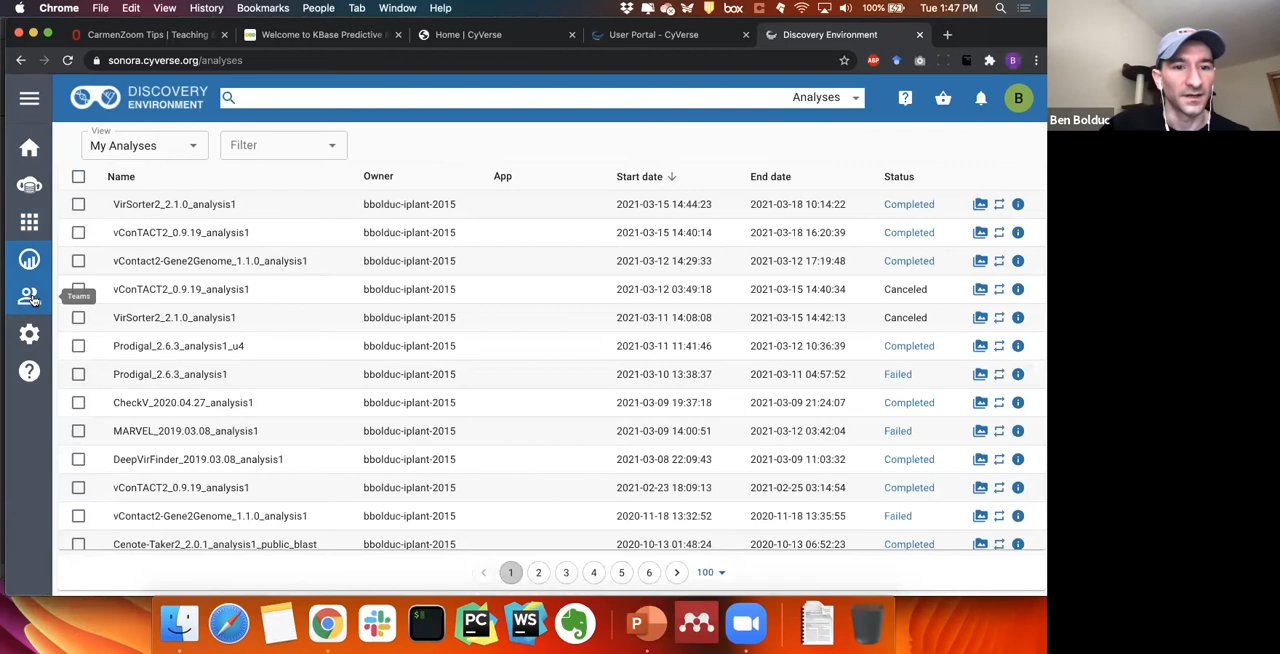 Chrome File Edit View History Bookmarks People Tab Window Help box 100% Tue 1:47 PM
CarmenZoom Tips | Teaching Welcome to KBase Predictive Home | CyVerse User Portal - CyVerse Discovery Environment
sonora.cyverse.org/analyses ABP B
DISCOVERY ENVIRONMENT Analyses B
Ben Bolduc
View
My Analyses Filter
Name Owner App Start date End date Status
VirSorter2_2.1.0_analysis1 bbolduc-iplant-2015 2021-03-15 14:44:23 2021-03-18 10:14:22 Completed
vConTACT2_0.9.19_analysis1 bbolduc-iplant-2015 2021-03-15 14:40:14 2021-03-18 16:20:39 Completed
vContact2-Gene2Genome_1.1.0_analysis1 bbolduc-iplant-2015 2021-03-12 14:29:33 2021-03-12 17:19:48 Completed
vConTACT2_0.9.19_analysis1 bbolduc-iplant-2015 2021-03-12 03:49:18 2021-03-15 14:40:34 Canceled
Teams
VirSorter2_2.1.0_analysis1 bbolduc-iplant-2015 2021-03-11 14:08:08 2021-03-15 14:42:13 Canceled
Prodigal_2.6.3_analysis1_u4 bbolduc-iplant-2015 2021-03-11 11:41:46 2021-03-12 10:36:39 Completed
Prodigal_2.6.3_analysis1 bbolduc-iplant-2015 2021-03-10 13:38:37 2021-03-11 04:57:52 Failed
CheckV_2020.04.27_analysis1 bbolduc-iplant-2015 2021-03-09 19:37:18 2021-03-09 21:24:07 Completed
MARVEL_2019.03.08_analysis1 bbolduc-iplant-2015 2021-03-09 14:00:51 2021-03-12 03:42:04 Failed
DeepVirFinder_2019.03.08_analysis1 bbolduc-iplant-2015 2021-03-08 22:09:43 2021-03-09 11:03:32 Completed
vConTACT2_0.9.19_analysis1 bbolduc-iplant-2015 2021-02-23 18:09:13 2021-02-25 03:14:54 Completed
vContact2-Gene2Genome_1.1.0_analysis1 bbolduc-iplant-2015 2020-11-18 13:32:52 2020-11-18 13:35:55 Failed
Cenote-Taker2_2.0.1_analysis1_public_blast bbolduc-iplant-2015 2020-10-13 01:48:24 2020-10-13 06:52:23 Completed
1 2 3 4 5 6 100
PC WS P